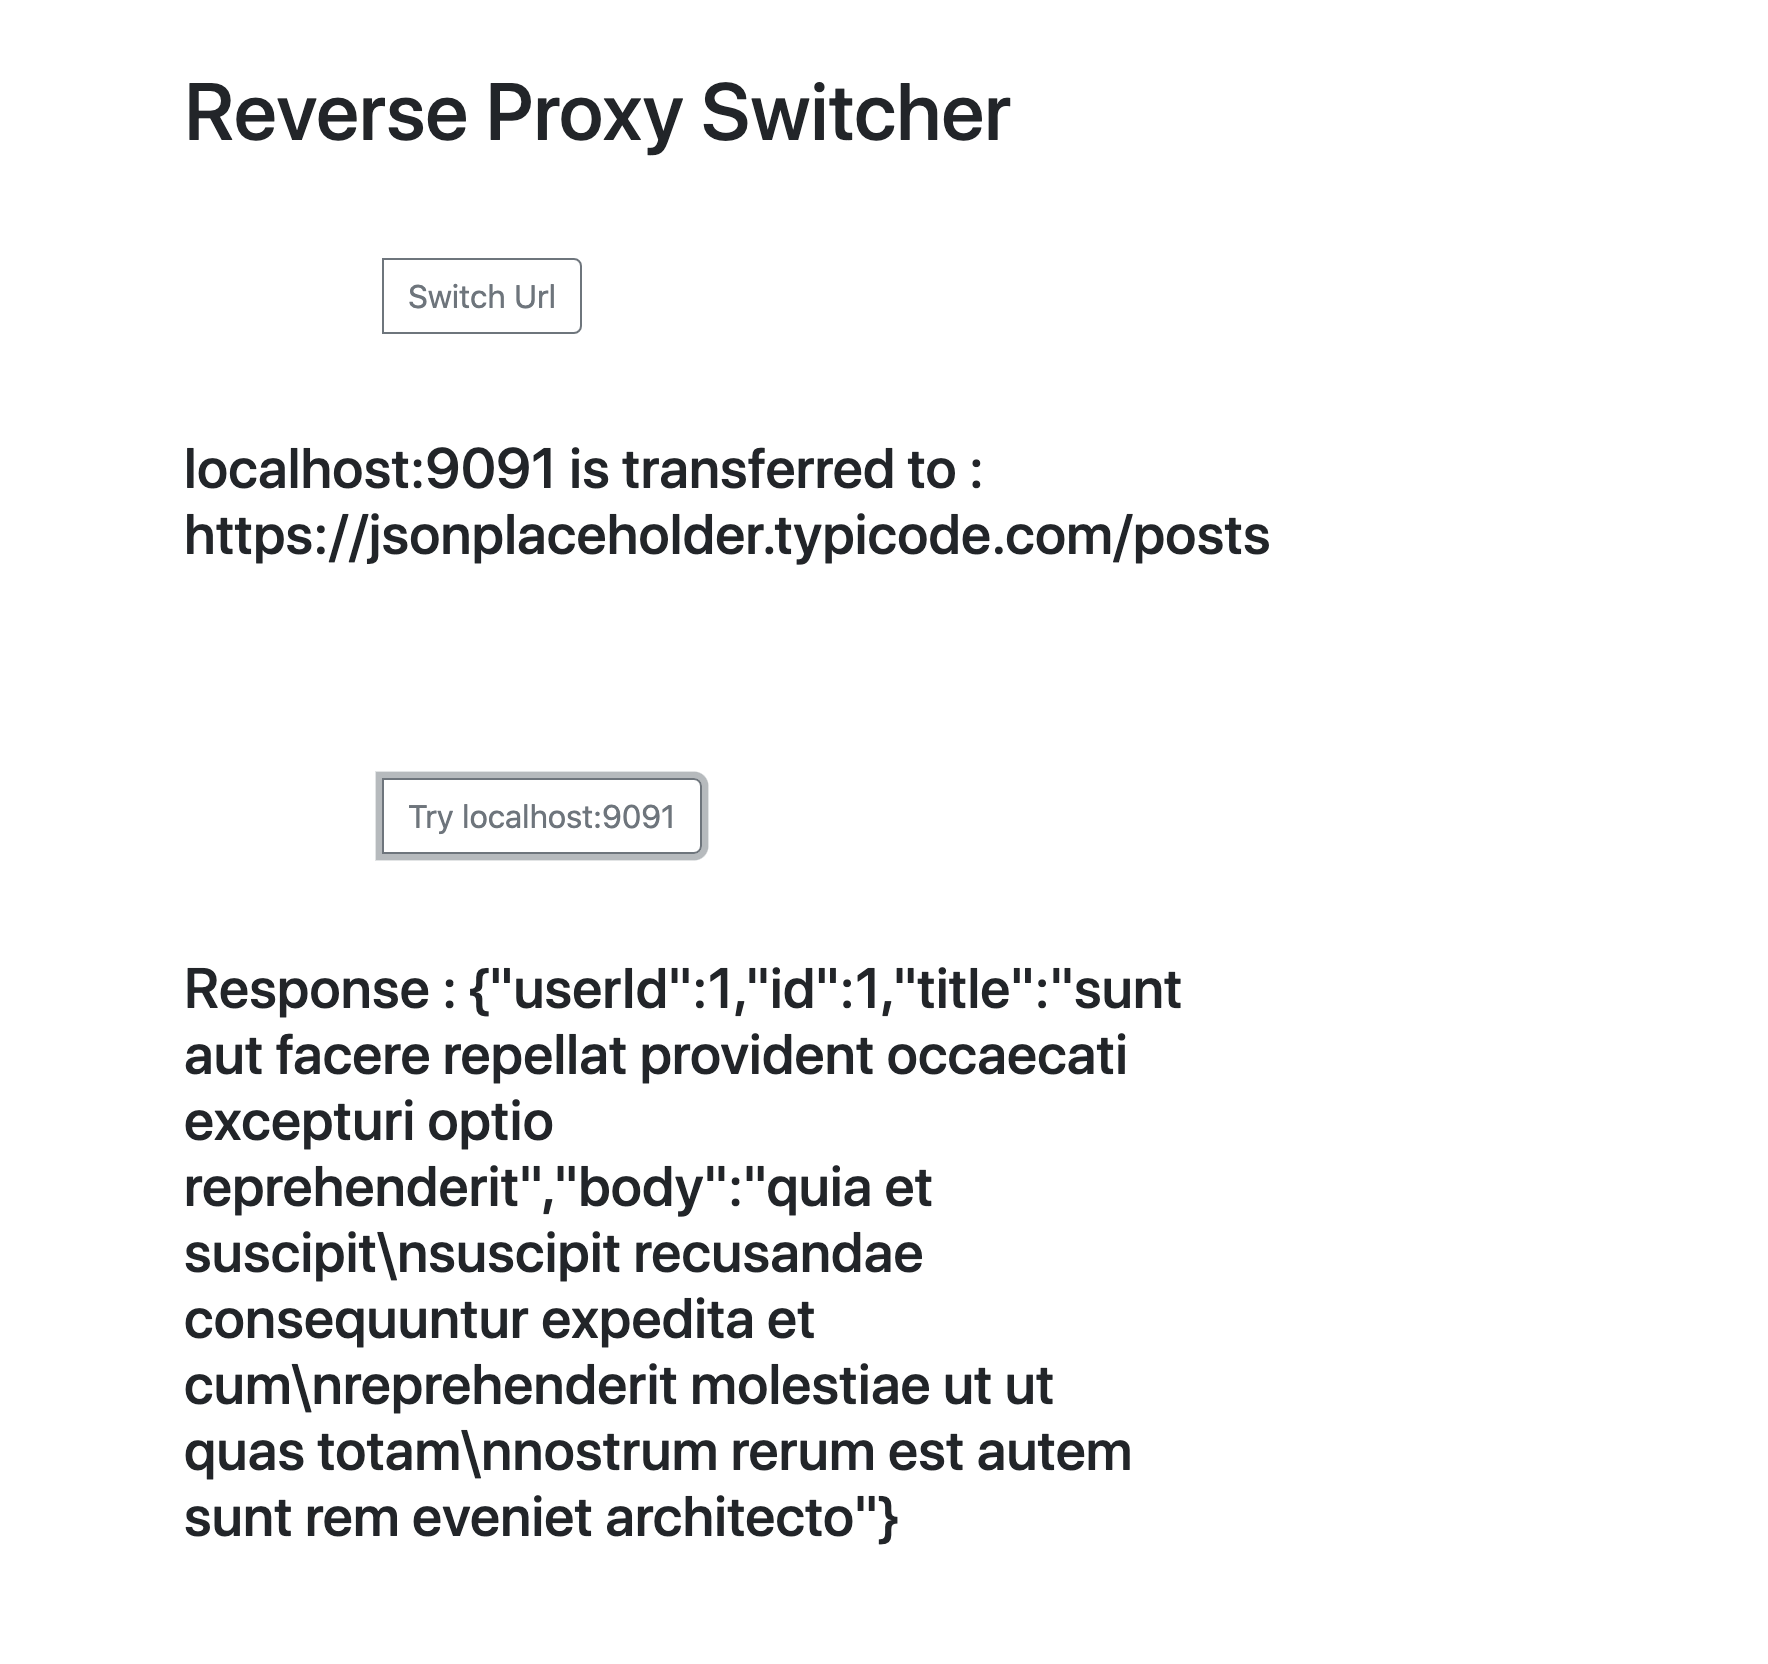 Reverse Proxy Switcher
Switch Url
localhost:9091 is transferred to :
https://jsonplaceholder.typicode.com/posts
Try localhost:9091
Response : {"userId":1,"id":1,"title":"sunt
aut facere repellat provident occaecati
excepturi optio
reprehenderit","body":"quia et
suscipit\nsuscipit recusandae
consequuntur expedita et
cum\nreprehenderit molestiae ut ut
quas totam\nnostrum rerum est autem
sunt rem eveniet architecto"}